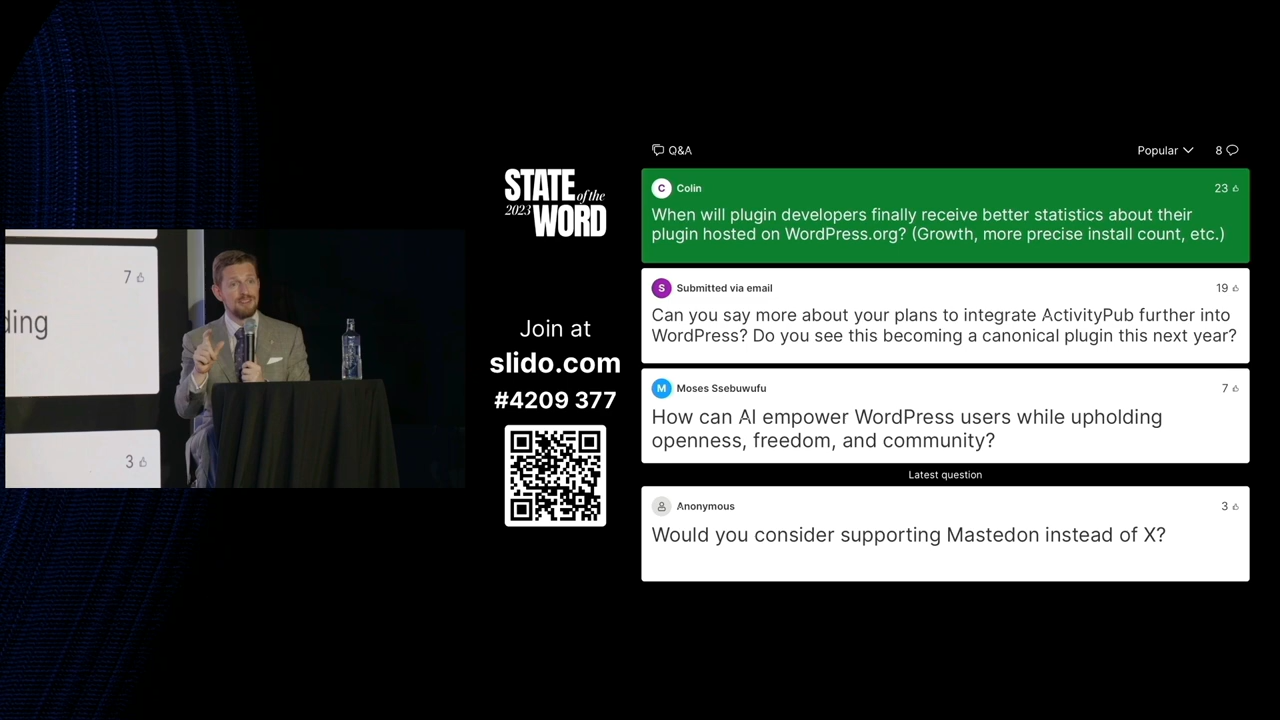 7
ding
3
STATE of the
2023 WORD
Join at
slido.com
#4209 377
Q&A
Popular
8
C
Colin
23
When will plugin developers finally receive better statistics about their
plugin hosted on WordPress.org? (Growth, more precise install count, etc.)
S
Submitted via email
19
Can you say more about your plans to integrate ActivityPub further into
WordPress? Do you see this becoming a canonical plugin this next year?
M
Moses Ssebuwufu
7
How can AI empower WordPress users while upholding
openness, freedom, and community?
Latest question
Anonymous
3
Would you consider supporting Mastedon instead of X?